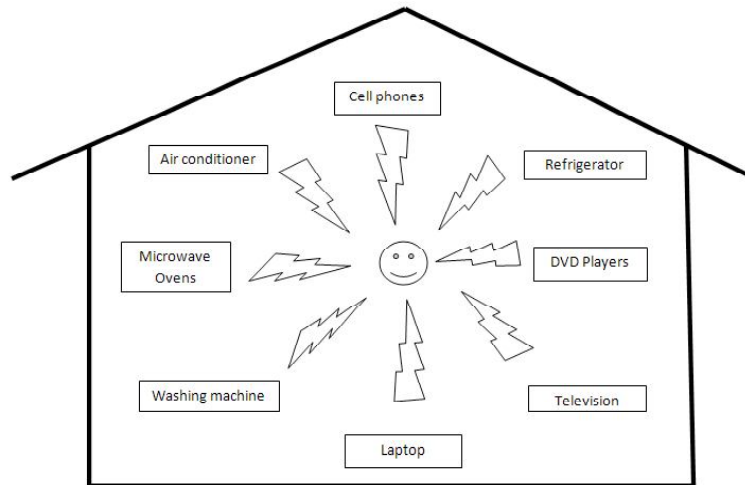 Cell phones
Air conditioner
Refrigerator
Microwave
Ovens
DVD Players
Washing machine
Television
Laptop